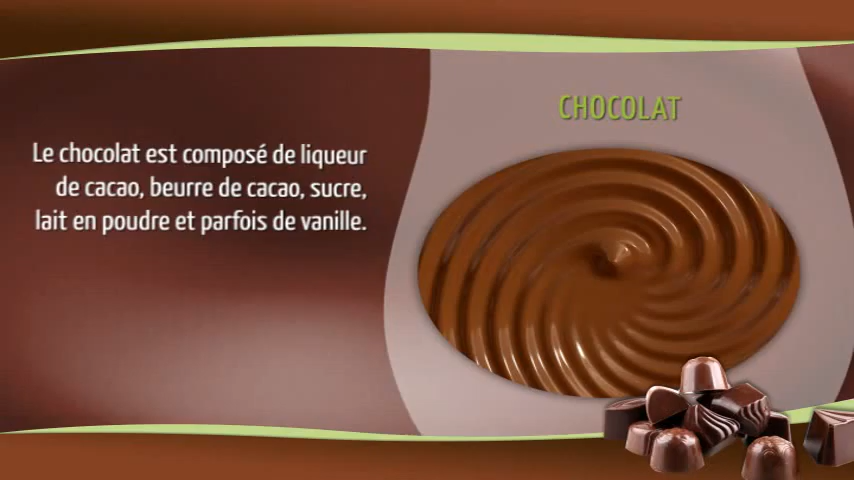 CHOCOLAT
Le chocolat est composé de liqueur
de cacao, beurre de cacao, sucre,
lait en poudre et parfois de vanille.